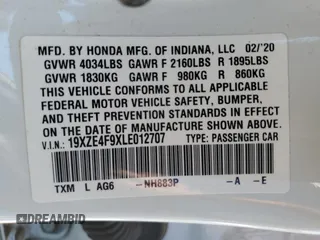 MFD. BY HONDA MFG. OF INDIANA, LLC 02/'20
GVWR 4034LBS GAWR F 2160LBS R 1895LBS
GVWR 1830KG GAWR F 980KG R 860KG
THIS VEHICLE CONFORMS TO ALL APPLICABLE
FEDERAL MOTOR VEHICLE SAFETY, BUMPER,
AND THEFT PREVENTION STANDARDS IN
EFFECT ON THE DATE OF MANUFACTURE
SHOWN ABOVE.
V.I.N.: 19XZE4F9XLE012707 TYPE: PASSENGER CAR
TXM L AG6 -NH883P -A -E
DREAMBID.COM